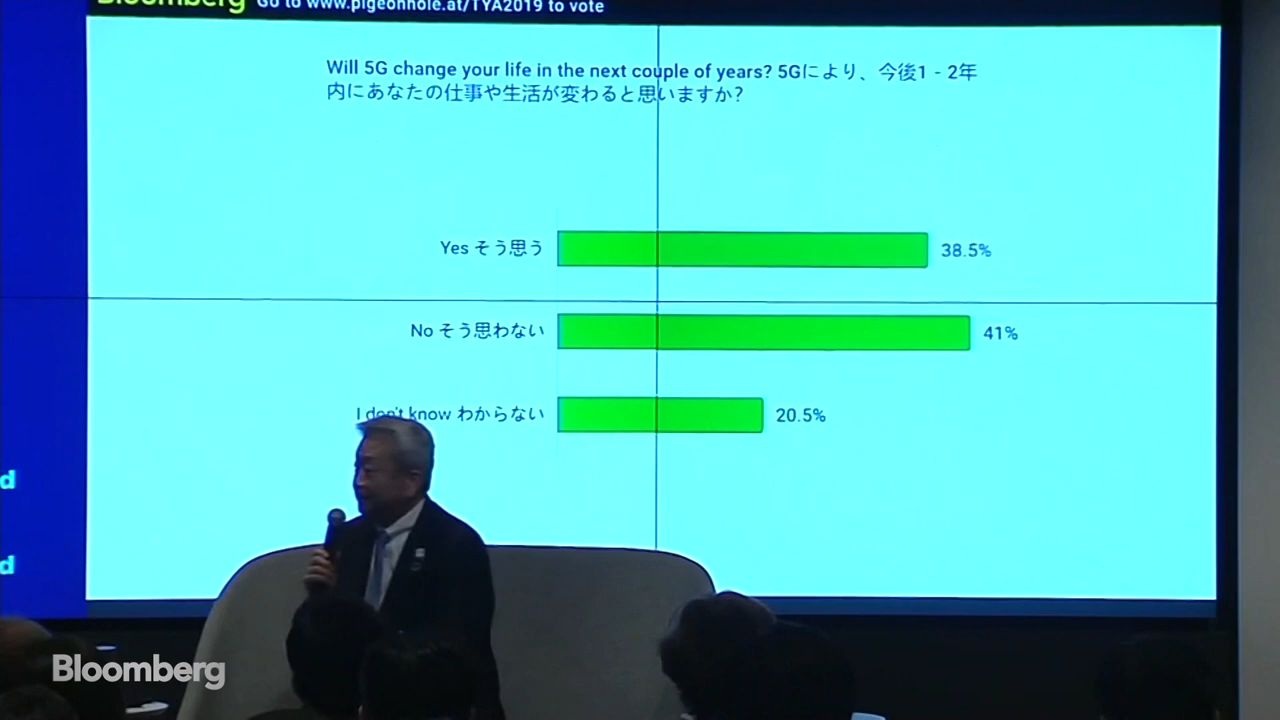 Bloomberg Go to www.pigeonhole.at/TYA2019 to vote
Will 5G change your life in the next couple of years? 5Gにより、今後1 - 2年
内にあなたの仕事や生活が変わると思いますか?
Yes そう思う 38.5%
No そう思わない 41%
I don't know わからない 20.5%
d
d
Bloomberg